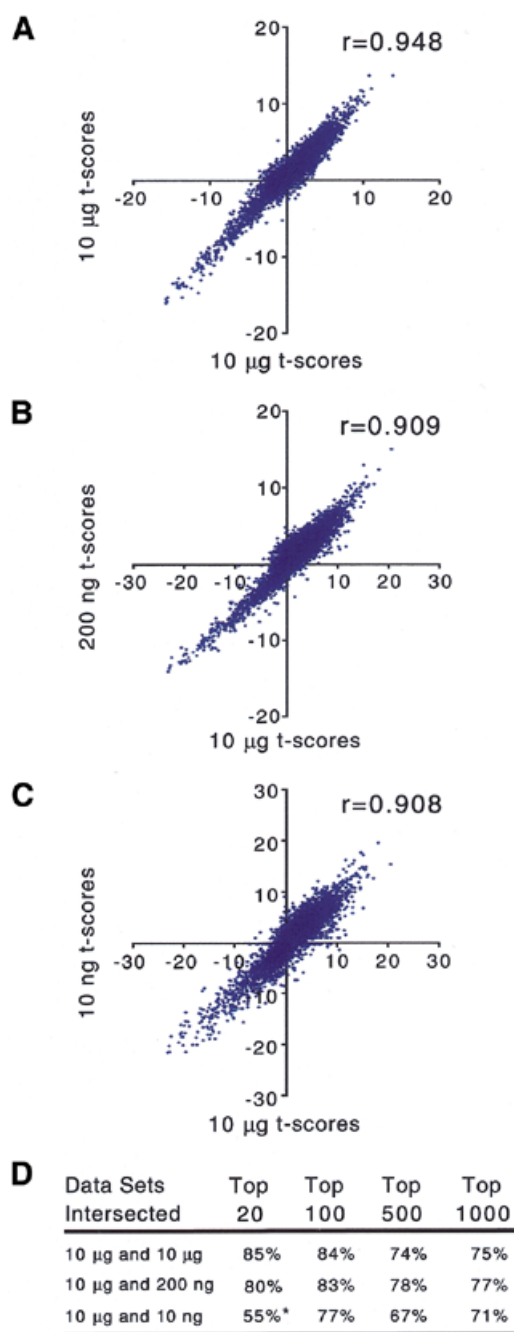 A
r=0.948
20
10
-20 -10 10 20
-10
-20
10 µg t-scores
10 µg t-scores
B
r=0.909
20
10
-30 -20 -10 10 20 30
-10
-20
200 ng t-scores
10 µg t-scores
C
r=0.908
30
20
10
-30 -20 -10 10 20 30
-10
-20
-30
10 ng t-scores
10 µg t-scores
D
Data Sets Top Top Top Top
Intersected 20 100 500 1000
10 µg and 10 µg 85% 84% 74% 75%
10 µg and 200 ng 80% 83% 78% 77%
10 µg and 10 ng 55%* 77% 67% 71%